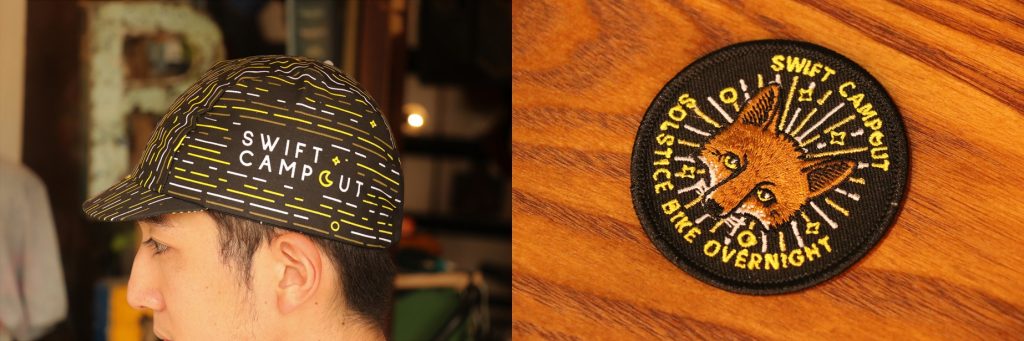 SWIFT
CAMPOUT
SWIFT CAMPOUT
SOLSTICE BIKE OVERNIGHT